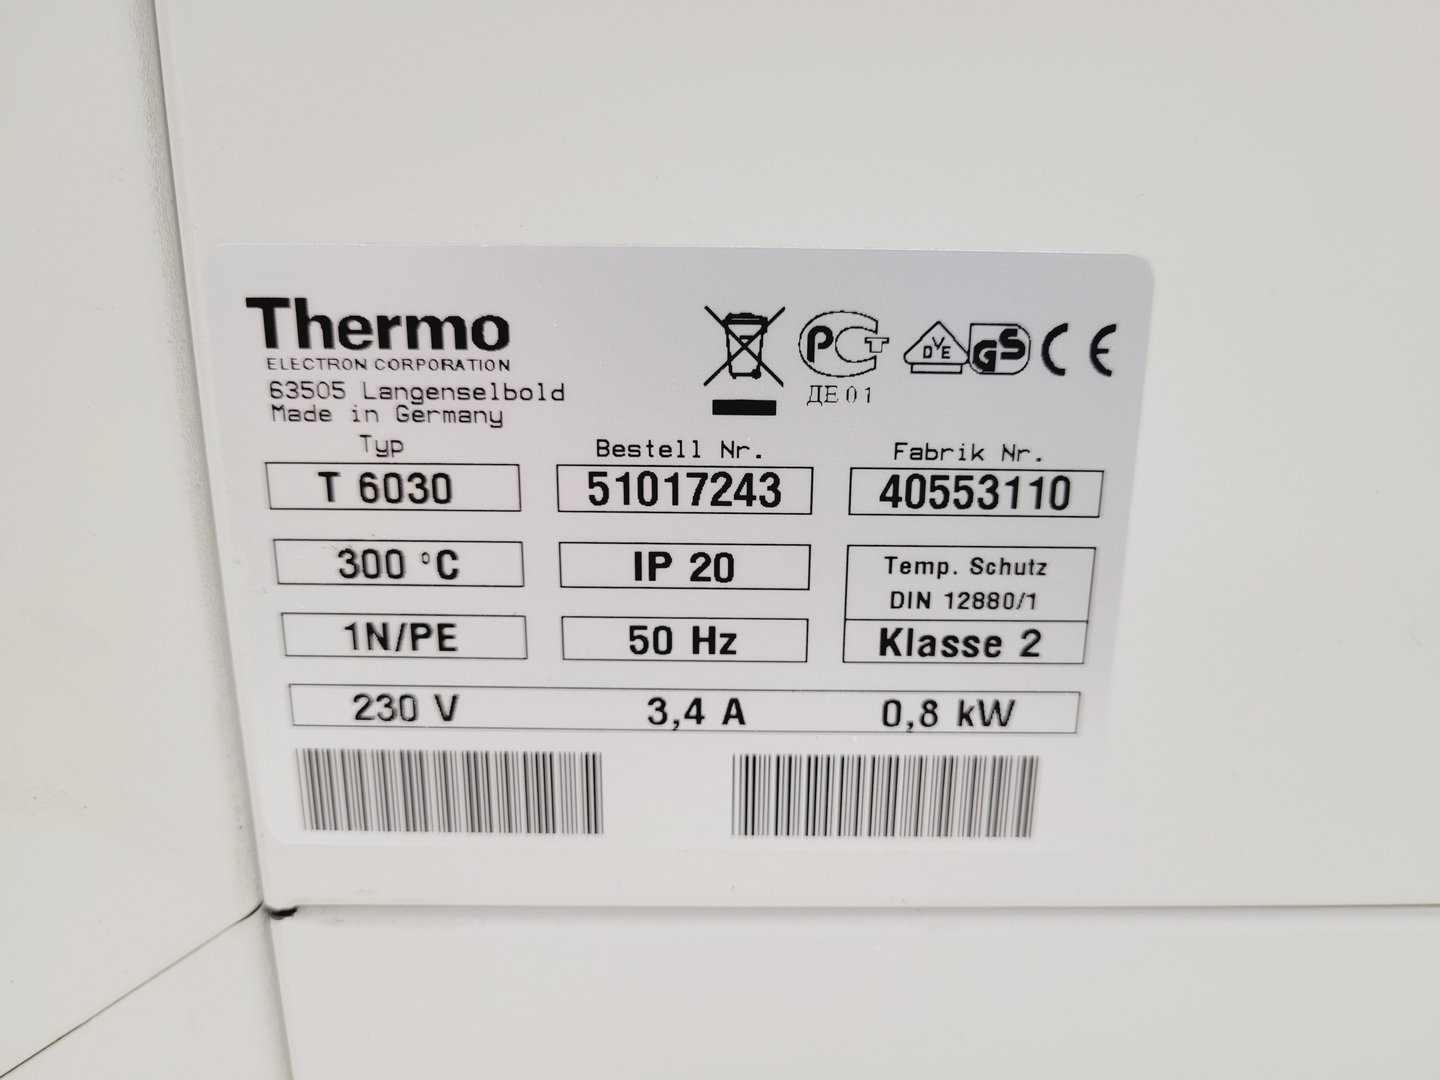 Thermo
ELECTRON CORPORATION
63505 Langenselbold
Made in Germany
PCT
ДЕ 01
DVE
GS
CE
Typ
Bestell Nr.
Fabrik Nr.
T 6030
51017243
40553110
300 °C
IP 20
Temp. Schutz
DIN 12880/1
1N/PE
50 Hz
Klasse 2
230 V
3,4 A
0,8 kW